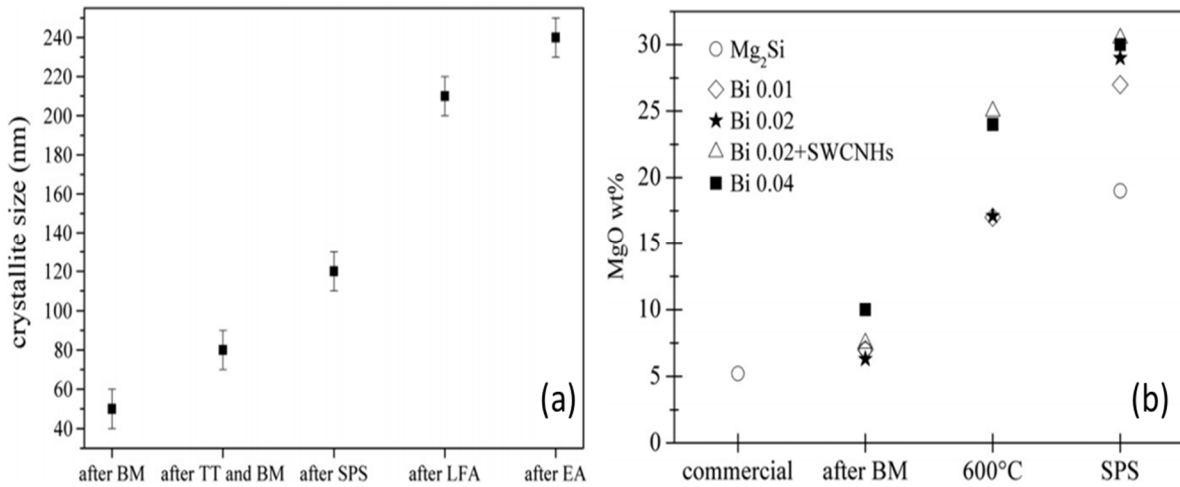 crystallite size (nm)
240
220
200
180
160
140
120
100
80
60
40
after BM
after TT and BM
after SPS
after LFA
after EA
(a)
MgO wt%
30
25
20
15
10
5
0
Mg₂Si
Bi 0.01
Bi 0.02
Bi 0.02+SWCNHs
Bi 0.04
commercial
after BM
600°C
SPS
(b)